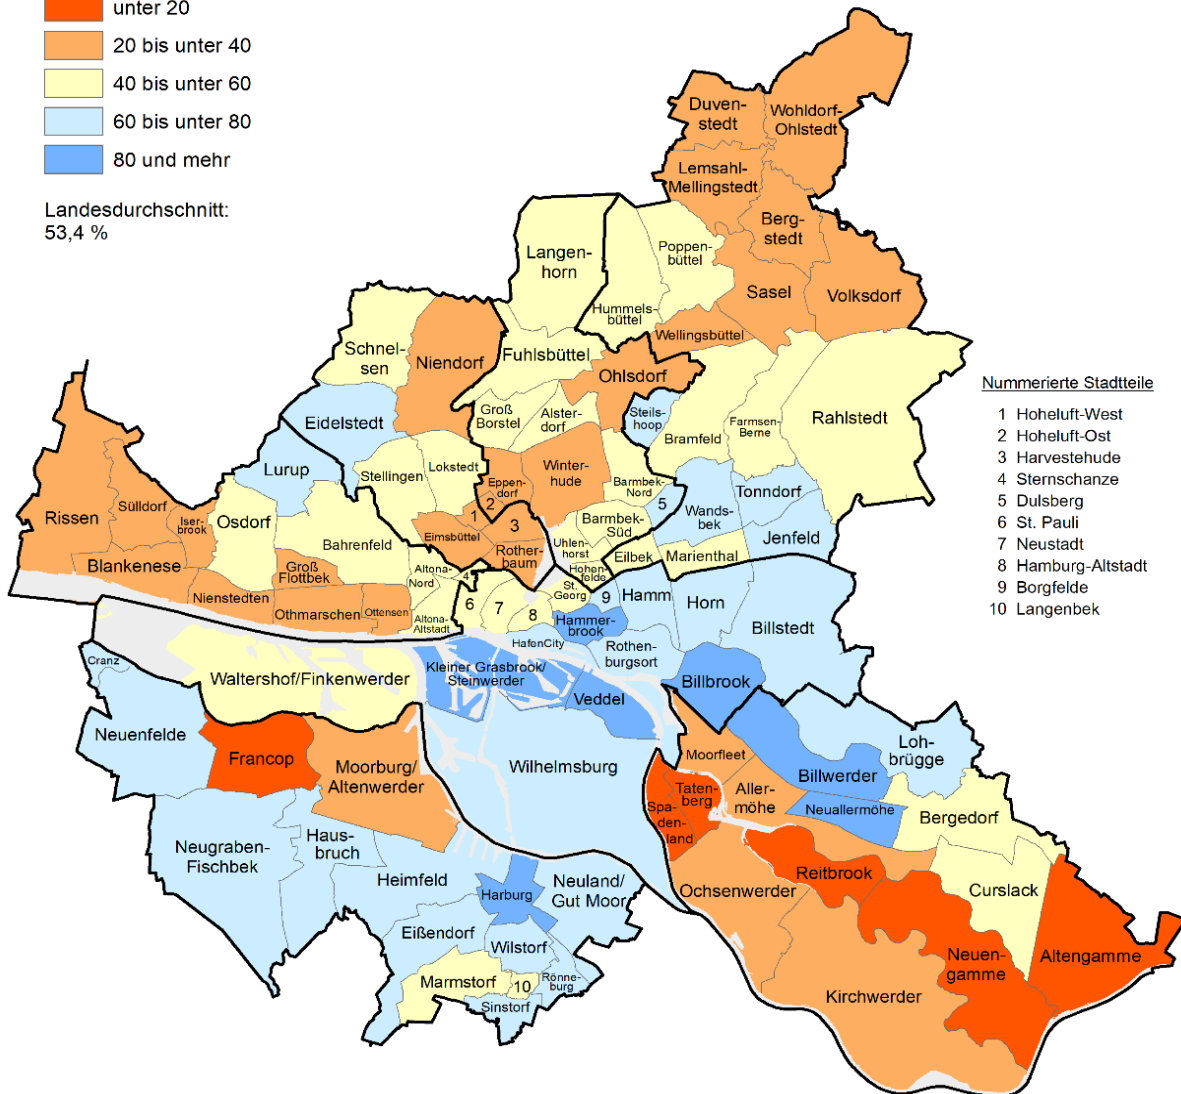 unter 20
20 bis unter 40
40 bis unter 60
60 bis unter 80
80 und mehr
Landesdurchschnitt:
53,4 %
Duven-
stedt
Wohldorf-
Ohlstedt
Lemsahl-
Mellingstedt
Berg-
stedt
Langen-
horn
Poppen-
büttel
Hummels-
büttel
Sasel
Volksdorf
Wellingsbüttel
Schnel-
sen
Niendorf
Fuhlsbüttel
Ohlsdorf
Groß
Borstel
Alster-
dorf
Steils-
hoop
Bramfeld
Farmsen-
Berne
Rahlstedt
Eidelstedt
Lurup
Stellingen
Lokstedt
Eppen-
dorf
Winter-
hude
Barmbek-
Nord
5
Wands-
bek
Tonndorf
Jenfeld
Rissen
Sülldorf
Iser-
brook
Osdorf
Bahrenfeld
Eimsbüttel
1
2
3
Rother-
baum
Barmbek-
Süd
Uhlen-
horst
Hohen-
felde
Eilbek
Marienthal
Blankenese
Groß
Flottbek
Nienstedten
Othmarschen
Ottensen
Altona-
Nord
Altona-
Altstadt
4
6
7
8
St.
Georg
9
Hamm
Horn
Billstedt
Hammer-
brook
HafenCity
Rothen-
burgsort
Billbrook
Cranz
Waltershof/Finkenwerder
Kleiner Grasbrook/
Steinwerder
Veddel
Neuenfelde
Francop
Moorburg/
Altenwerder
Wilhelmsburg
Moorfleet
Billwerder
Loh-
brügge
Taten-
berg
Spa-
den-
land
Aller-
möhe
Neuallermöhe
Bergedorf
Neugraben-
Fischbek
Haus-
bruch
Heimfeld
Harburg
Neuland/
Gut Moor
Ochsenwerder
Reitbrook
Curslack
Eißendorf
Wilstorf
Marmstorf
10
Rönne-
burg
Sinstorf
Kirchwerder
Neuen-
gamme
Altengamme
Nummerierte Stadtteile
1 Hoheluft-West
2 Hoheluft-Ost
3 Harvestehude
4 Sternschanze
5 Dulsberg
6 St. Pauli
7 Neustadt
8 Hamburg-Altstadt
9 Borgfelde
10 Langenbek